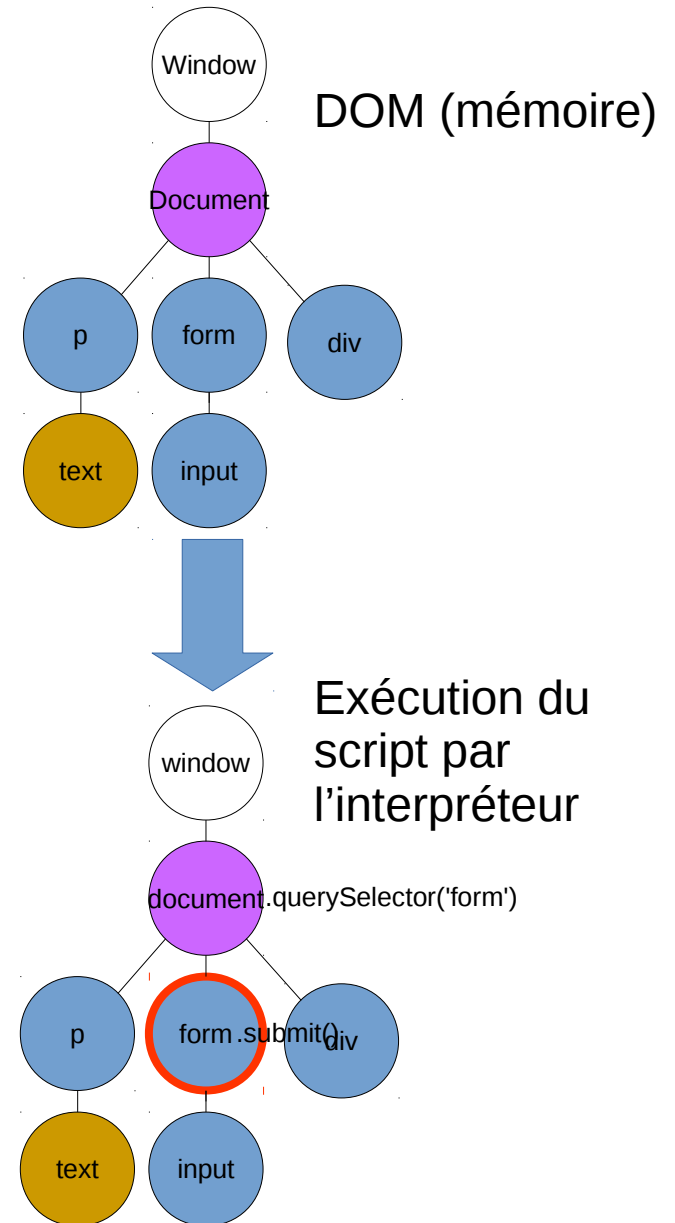 Window
DOM (mémoire)
Document
p
form
div
text
input
Exécution du
script par
l’interpréteur
window
document.querySelector('form')
p
form.submit()
div
text
input